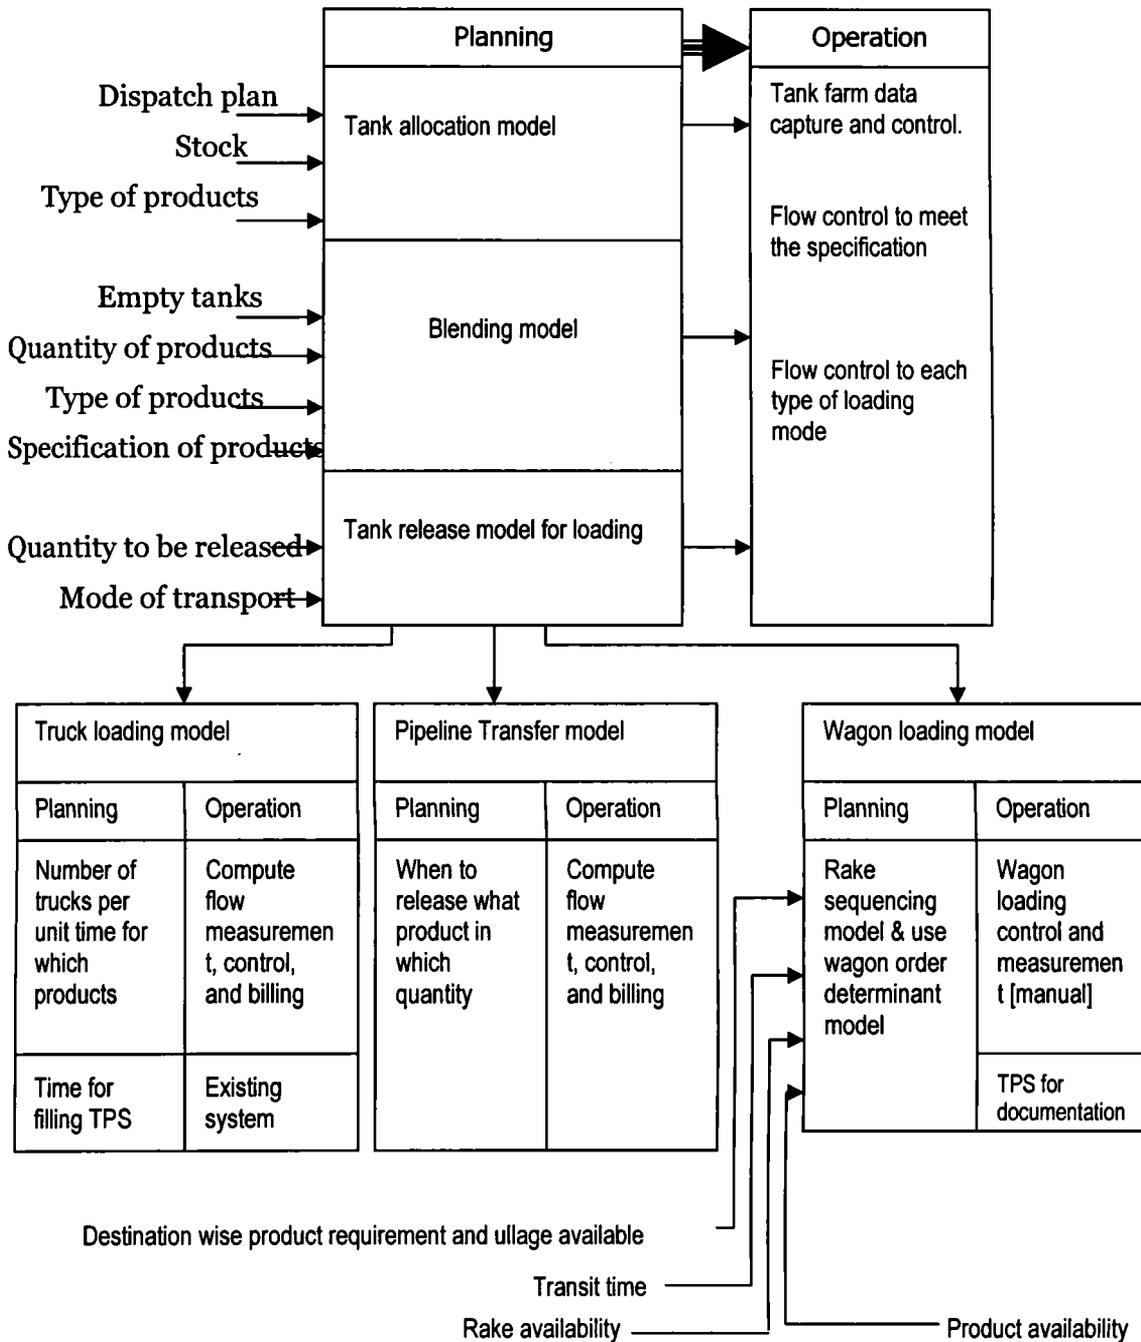 Planning
Operation
Dispatch plan
Stock
Type of products
Tank allocation model
Tank farm data
capture and control.
Flow control to meet
the specification
Empty tanks
Quantity of products
Type of products
Specification of products
Blending model
Flow control to each
type of loading
mode
Quantity to be released
Mode of transport
Tank release model for loading
Truck loading model
Planning
Operation
Number of
trucks per
unit time for
which
products
Compute
flow
measuremen
t, control,
and billing
Time for
filling TPS
Existing
system
Pipeline Transfer model
Planning
Operation
When to
release what
product in
which
quantity
Compute
flow
measuremen
t, control,
and billing
Wagon loading model
Planning
Operation
Rake
sequencing
model & use
wagon order
determinant
model
Wagon
loading
control and
measuremen
t [manual]
TPS for
documentation
Destination wise product requirement and ullage available
Transit time
Rake availability
Product availability